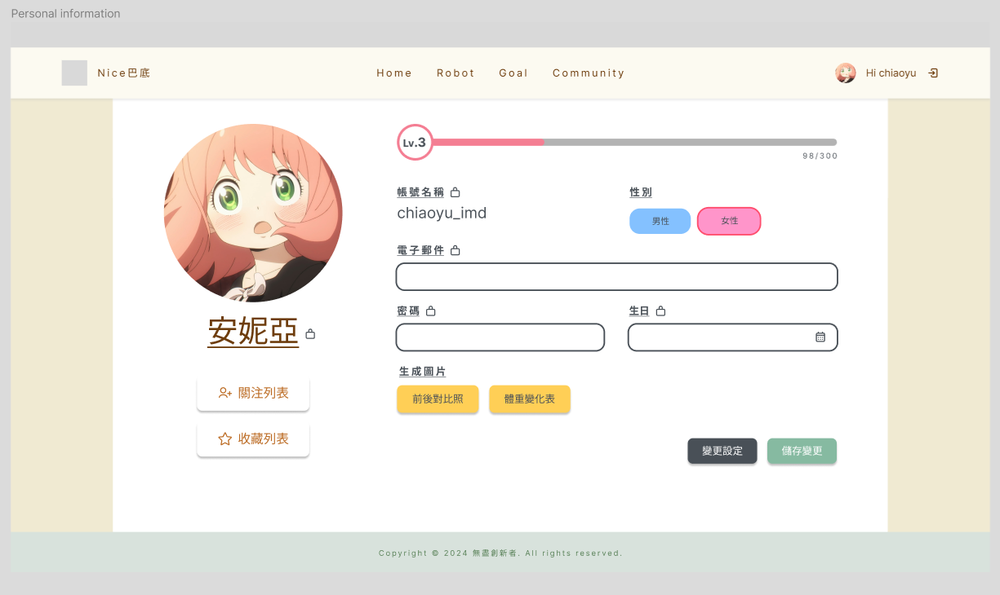 Personal information
Nice巴底
Home
Robot
Goal
Community
Hi chiaoyu
Lv.3
98/300
帳號名稱
性別
chiaoyu_imd
男性
女性
電子郵件
密碼
生日
安妮亞
生成圖片
關注列表
前後對比照
體重變化表
收藏列表
變更設定
儲存變更
Copyright © 2024 無盡創新者. All rights reserved.